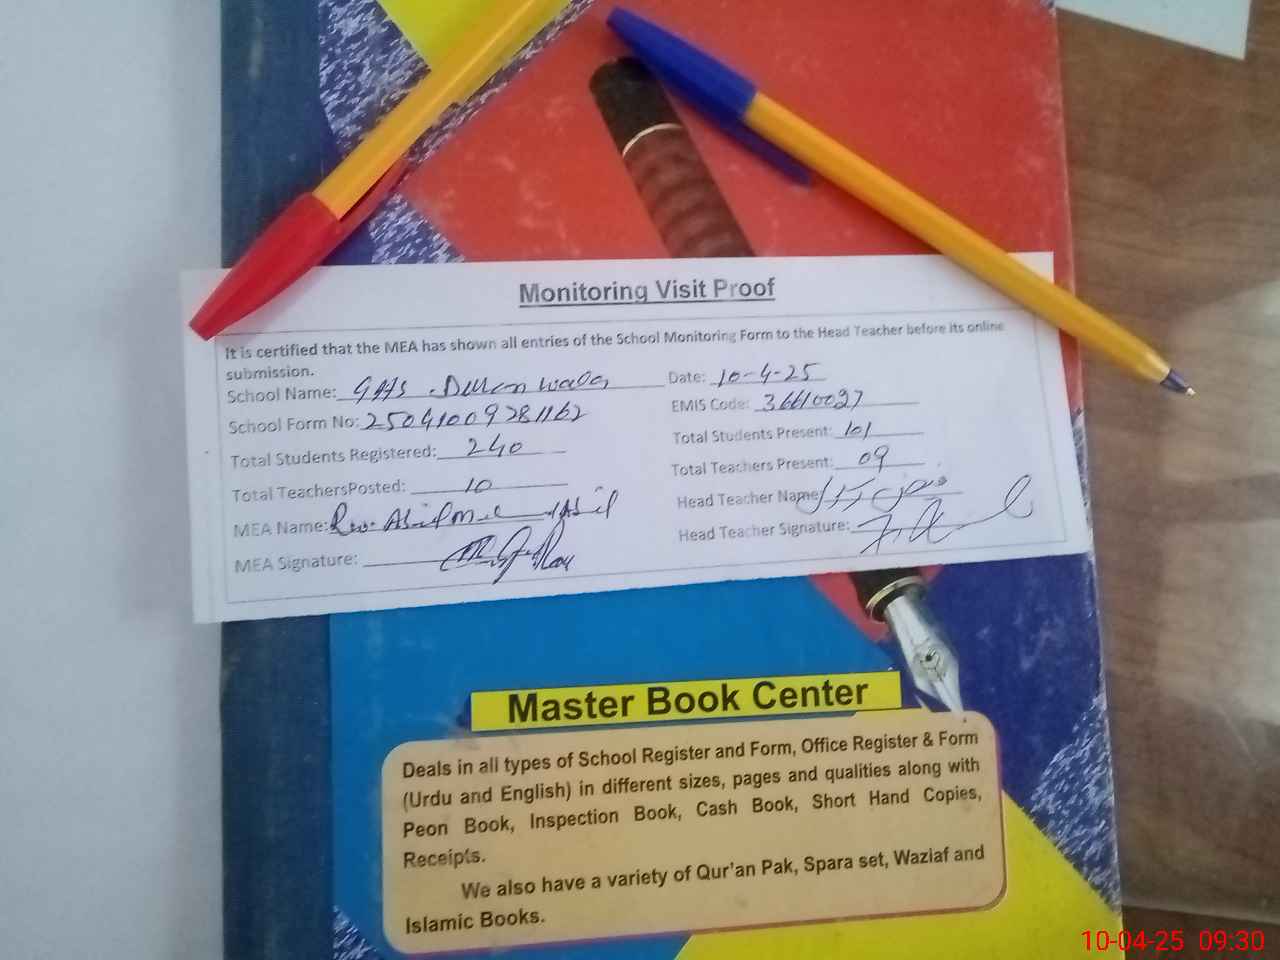 Monitoring Visit Proof
It is certified that the MEA has shown all entries of the School Monitoring Form to the Head Teacher before its online
submission.
School Name: GHS Date: 10-4-25
School Form No: 25041009281162 EMIS Code: 36610027
Total Students Registered: 240 Total Students Present: 101
Total TeachersPosted: 10 Total Teachers Present: 09
MEA Name: Head Teacher Name
MEA Signature: Head Teacher Signature:
Master Book Center
Deals in all types of School Register and Form, Office Register & Form
(Urdu and English) in different sizes, pages and qualities along with
Peon Book, Inspection Book, Cash Book, Short Hand Copies,
Receipts.
We also have a variety of Qur'an Pak, Spara set, Waziaf and
Islamic Books.
10-04-25 09:30